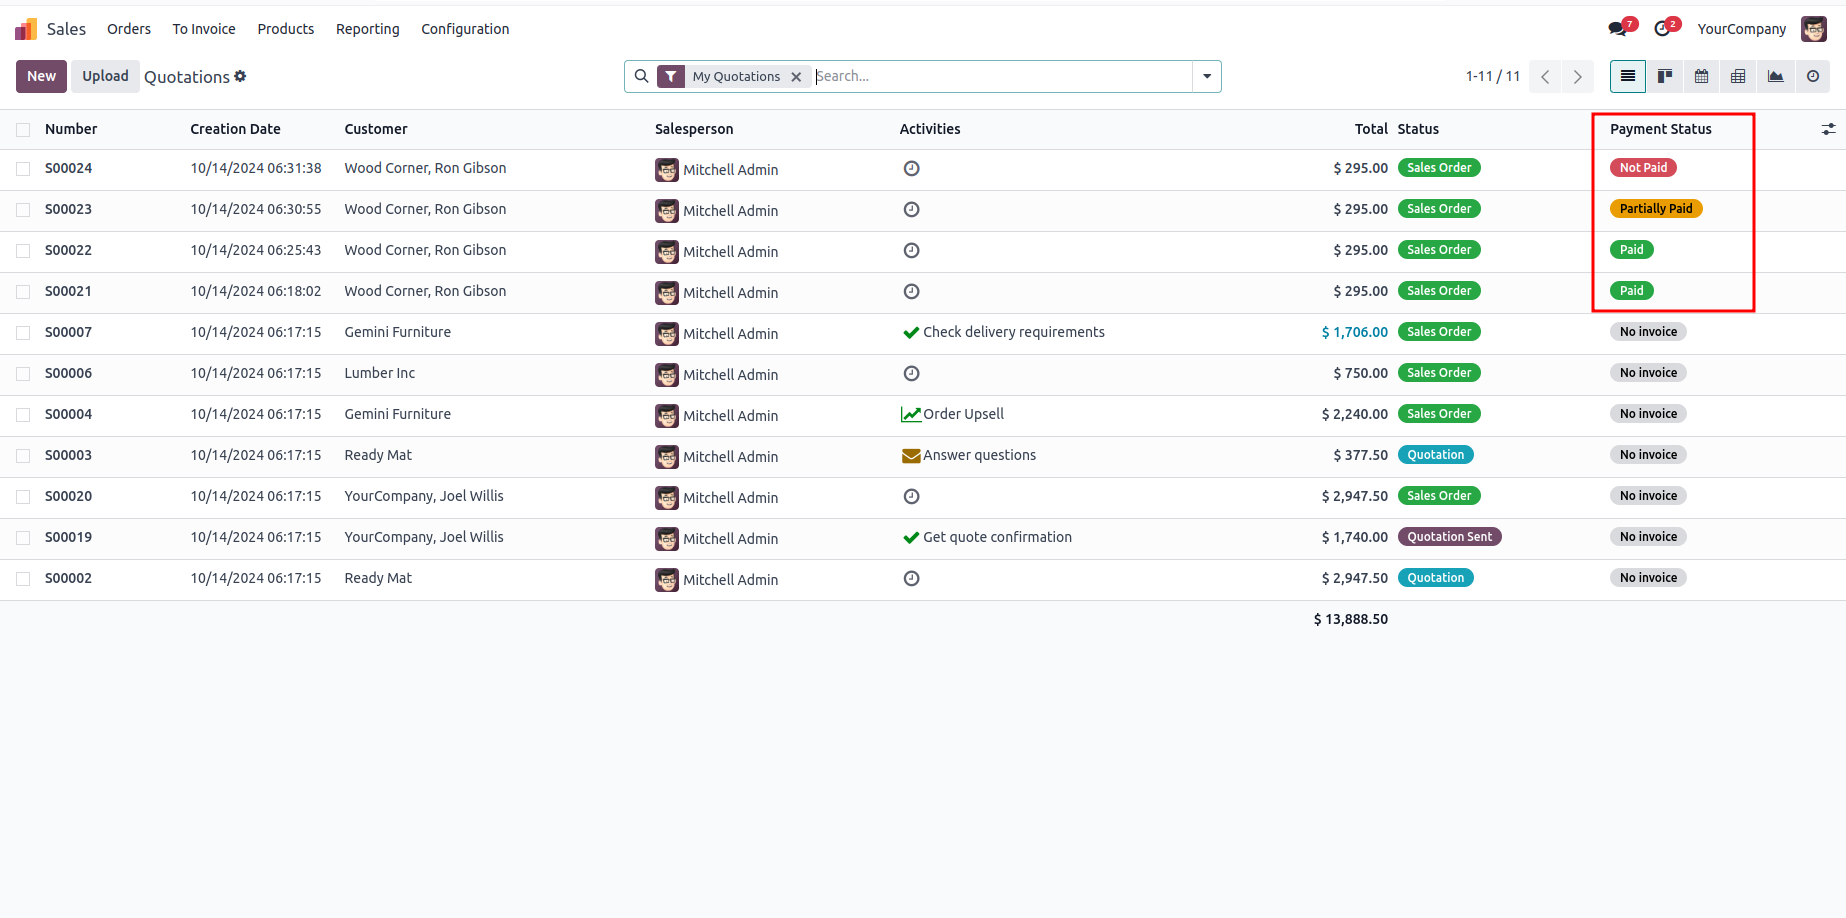 Sales Orders To Invoice Products Reporting Configuration 7 2 YourCompany
New Upload Quotations My Quotations Search... 1-11 / 11
Number Creation Date Customer Salesperson Activities Total Status Payment Status
S00024 10/14/2024 06:31:38 Wood Corner, Ron Gibson Mitchell Admin $ 295.00 Sales Order Not Paid
S00023 10/14/2024 06:30:55 Wood Corner, Ron Gibson Mitchell Admin $ 295.00 Sales Order Partially Paid
S00022 10/14/2024 06:25:43 Wood Corner, Ron Gibson Mitchell Admin $ 295.00 Sales Order Paid
S00021 10/14/2024 06:18:02 Wood Corner, Ron Gibson Mitchell Admin $ 295.00 Sales Order Paid
S00007 10/14/2024 06:17:15 Gemini Furniture Mitchell Admin Check delivery requirements $ 1,706.00 Sales Order No invoice
S00006 10/14/2024 06:17:15 Lumber Inc Mitchell Admin $ 750.00 Sales Order No invoice
S00004 10/14/2024 06:17:15 Gemini Furniture Mitchell Admin Order Upsell $ 2,240.00 Sales Order No invoice
S00003 10/14/2024 06:17:15 Ready Mat Mitchell Admin Answer questions $ 377.50 Quotation No invoice
S00020 10/14/2024 06:17:15 YourCompany, Joel Willis Mitchell Admin $ 2,947.50 Sales Order No invoice
S00019 10/14/2024 06:17:15 YourCompany, Joel Willis Mitchell Admin Get quote confirmation $ 1,740.00 Quotation Sent No invoice
S00002 10/14/2024 06:17:15 Ready Mat Mitchell Admin $ 2,947.50 Quotation No invoice
$ 13,888.50